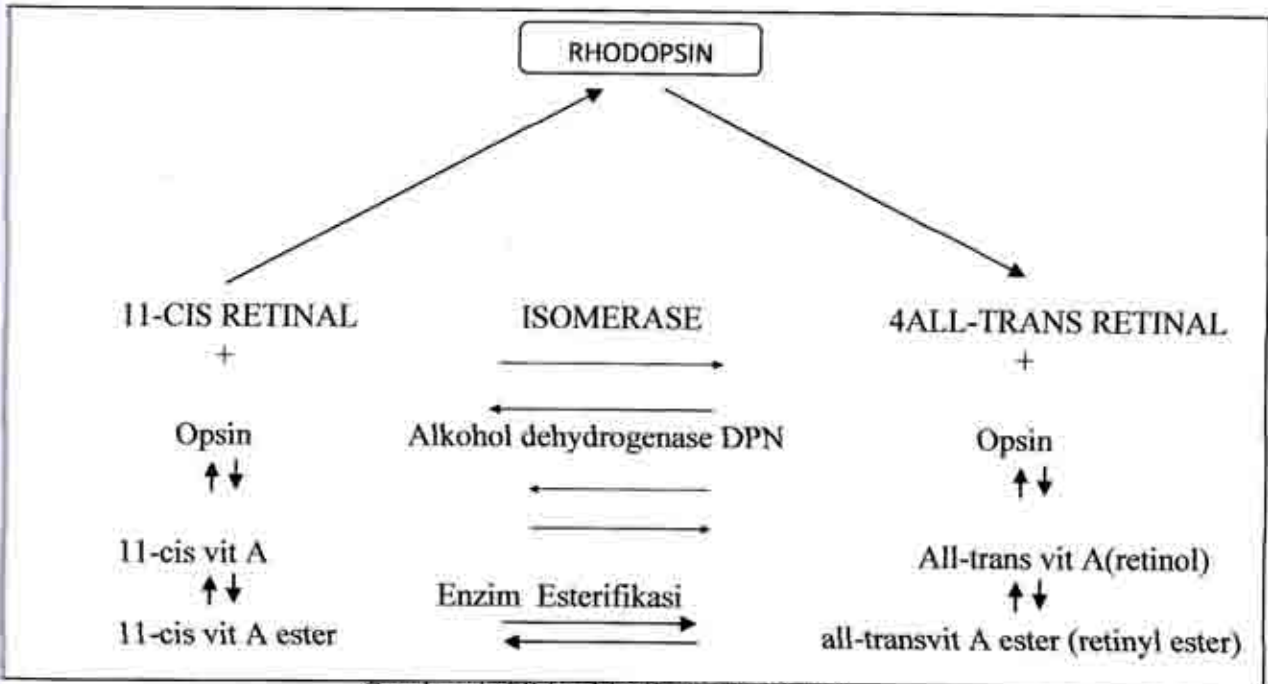 RHODOPSIN
11-CIS RETINAL ISOMERASE 4ALL-TRANS RETINAL
+ +
Opsin Alkohol dehydrogenase DPN Opsin
11-cis vit A All-trans vit A(retinol)
Enzim Esterifikasi
11-cis vit A ester all-transvit A ester (retinyl ester)